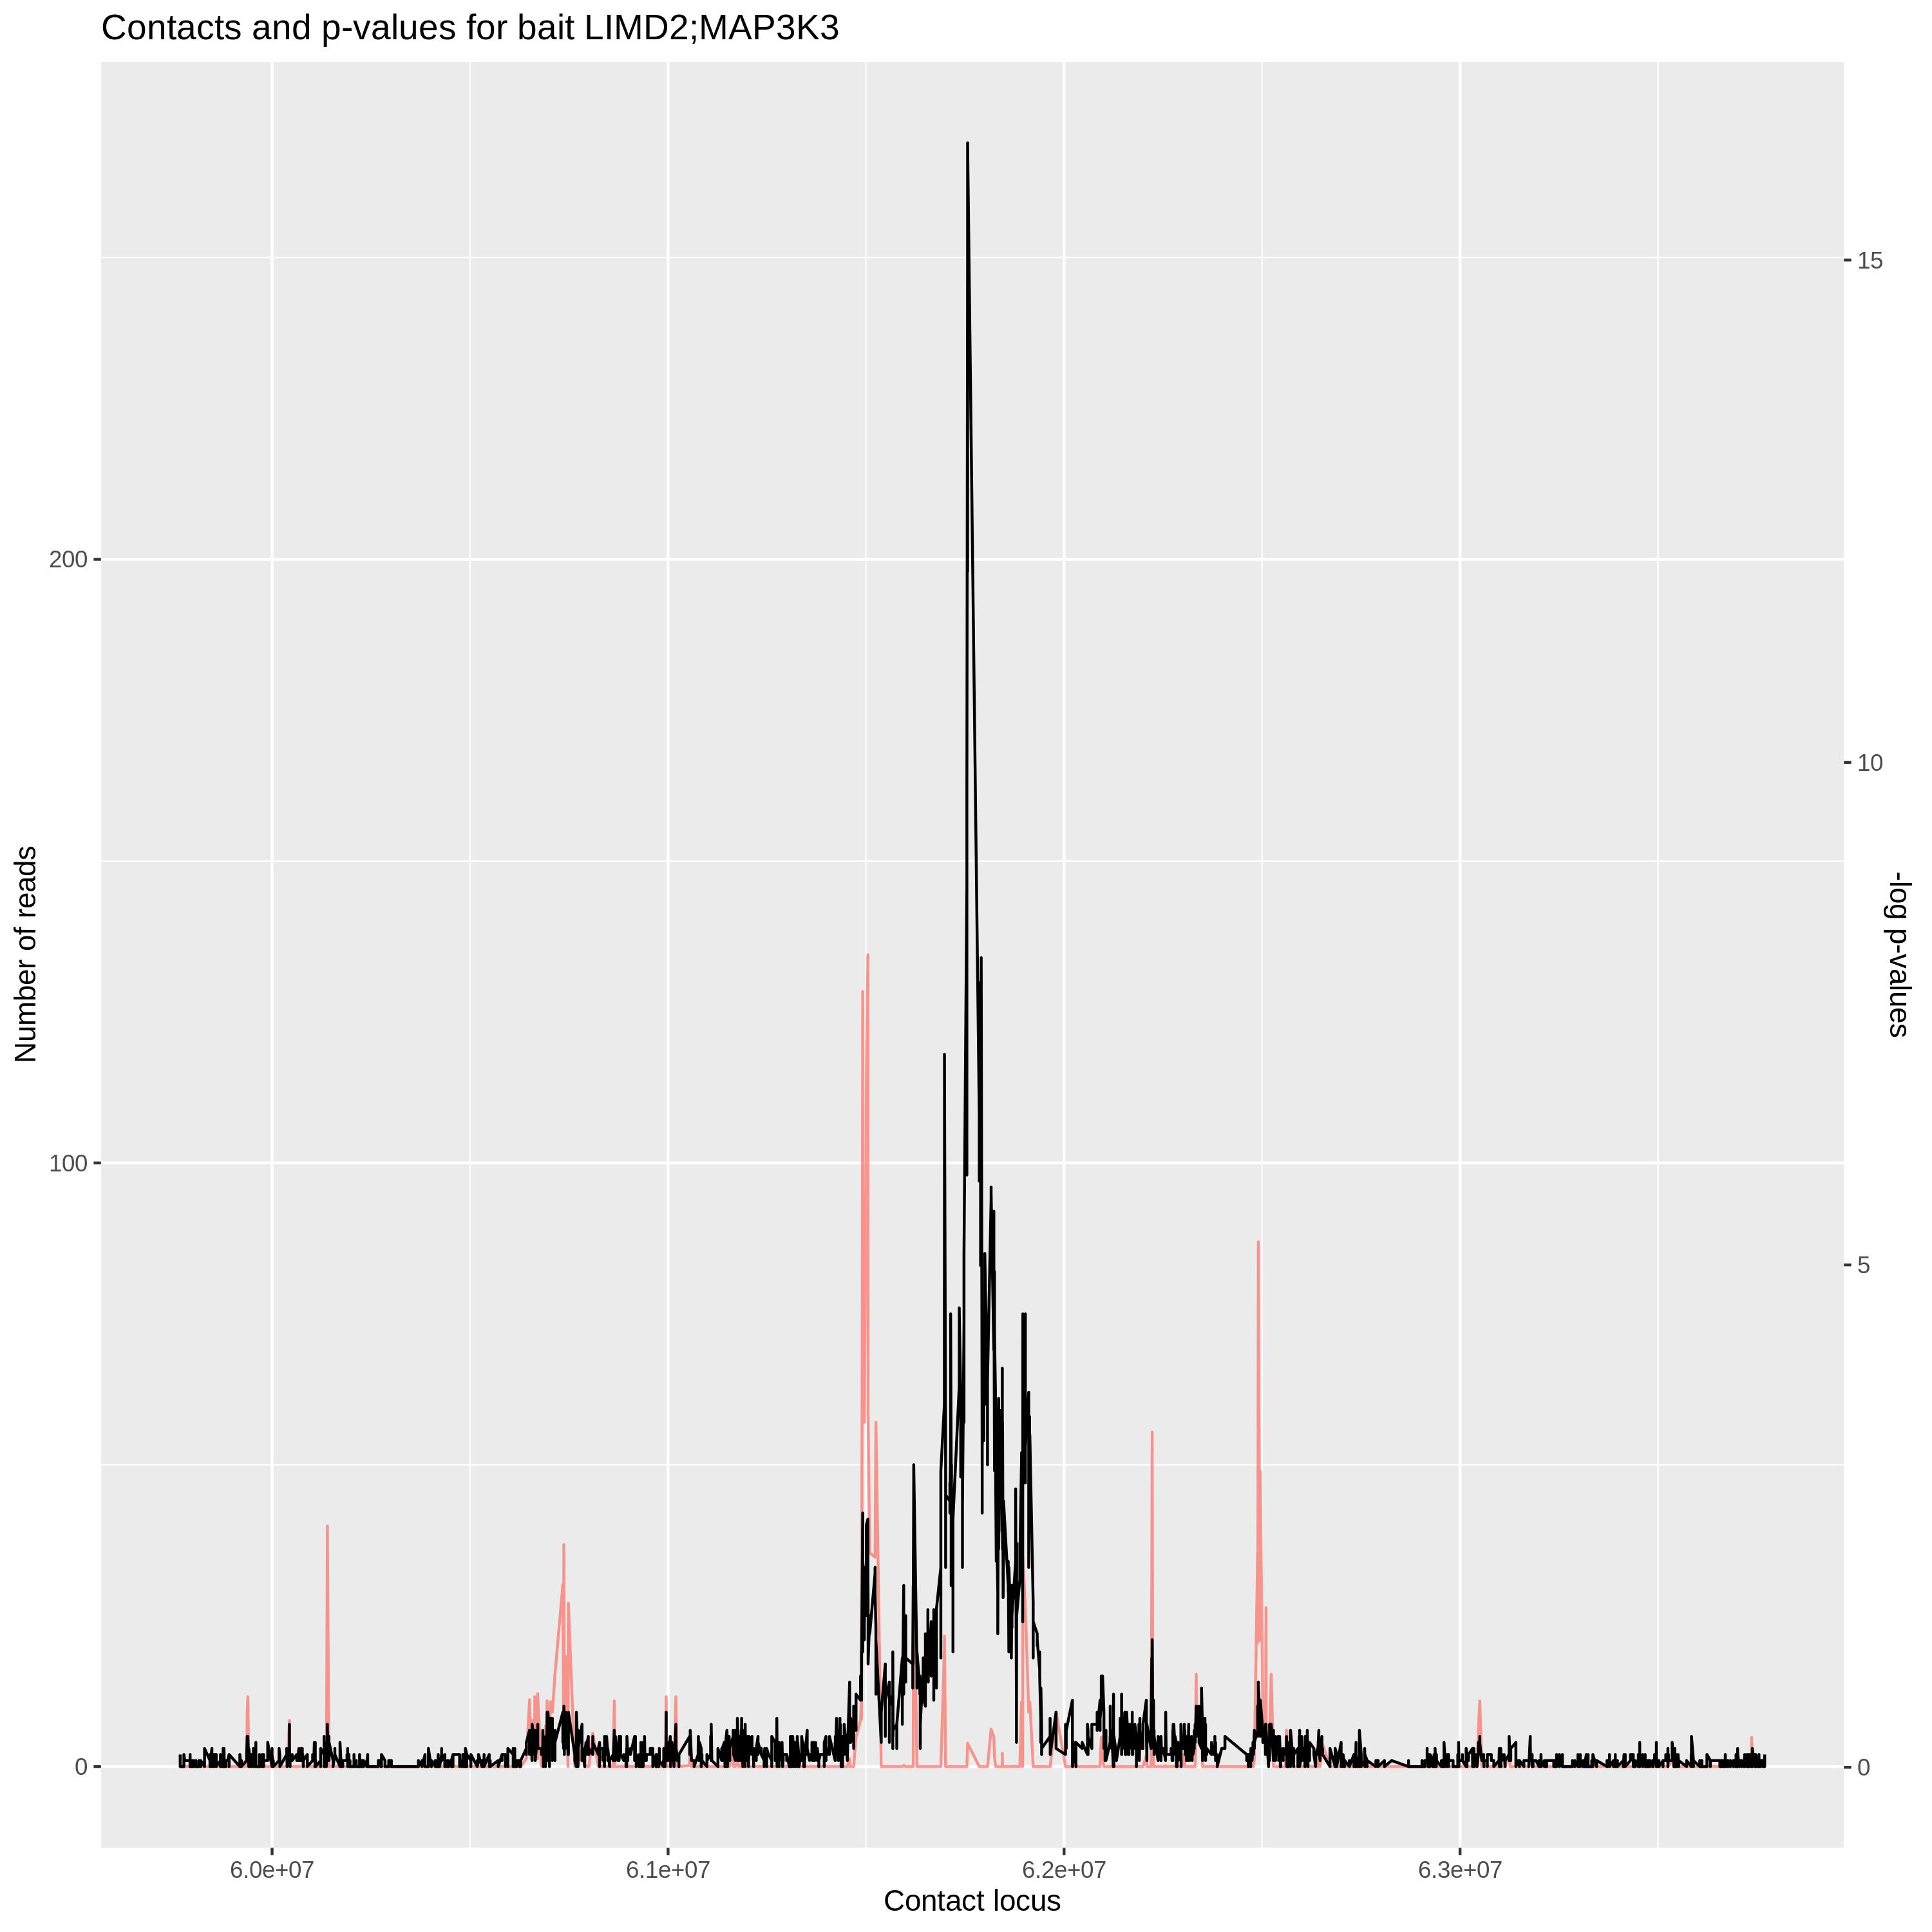 Contacts and p-values for bait LIMD2;MAP3K3
Number of reads
200
100
0
15
10
5
0
-log p-values
6.0e+07
6.1e+07
6.2e+07
6.3e+07
Contact locus